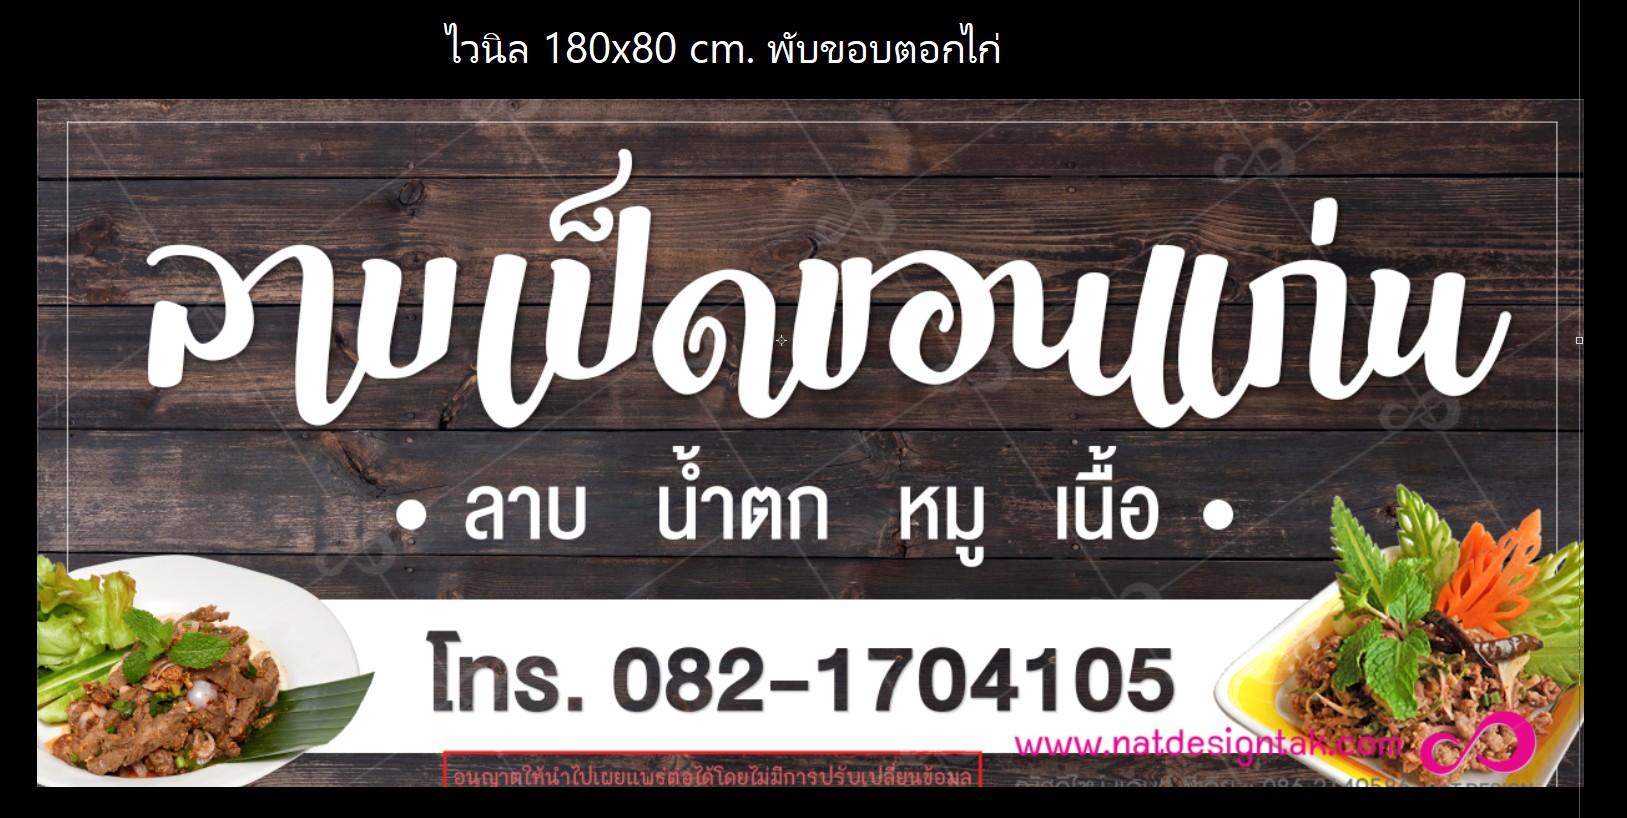 ไวนิล 180x80 cm. พับขอบตอกไก่
ลาบเป็ดขอนแก่น
• ลาบ น้ำตก หมู เนื้อ •
โทร. 082-1704105
www.natdesigntak.com
อนุญาตให้นำไปเผยแพร่ต่อได้โดยไม่มีการปรับเปลี่ยนข้อมูล